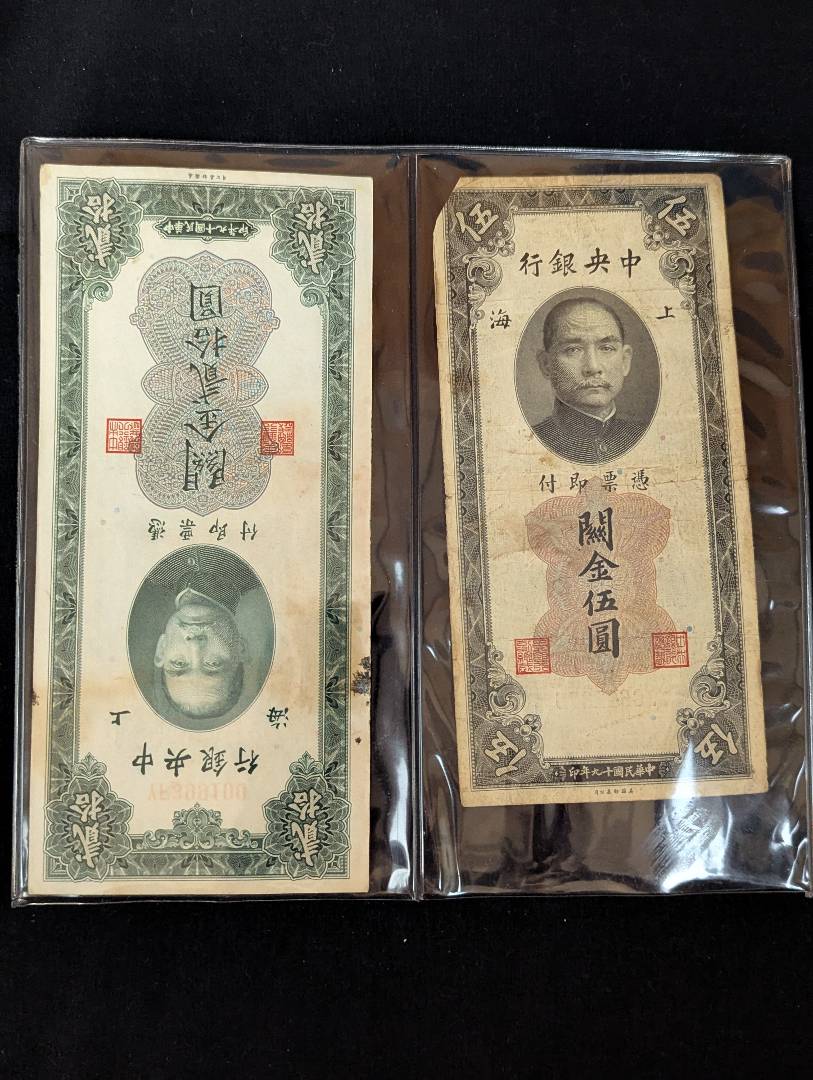 貳拾
貳拾
中央銀行
上海
憑票即付
關金貳拾圓
中華民國十九年印
貳拾
貳拾
伍
伍
中央銀行
上海
憑票即付
關金伍圓
伍
伍
中華民國十九年印